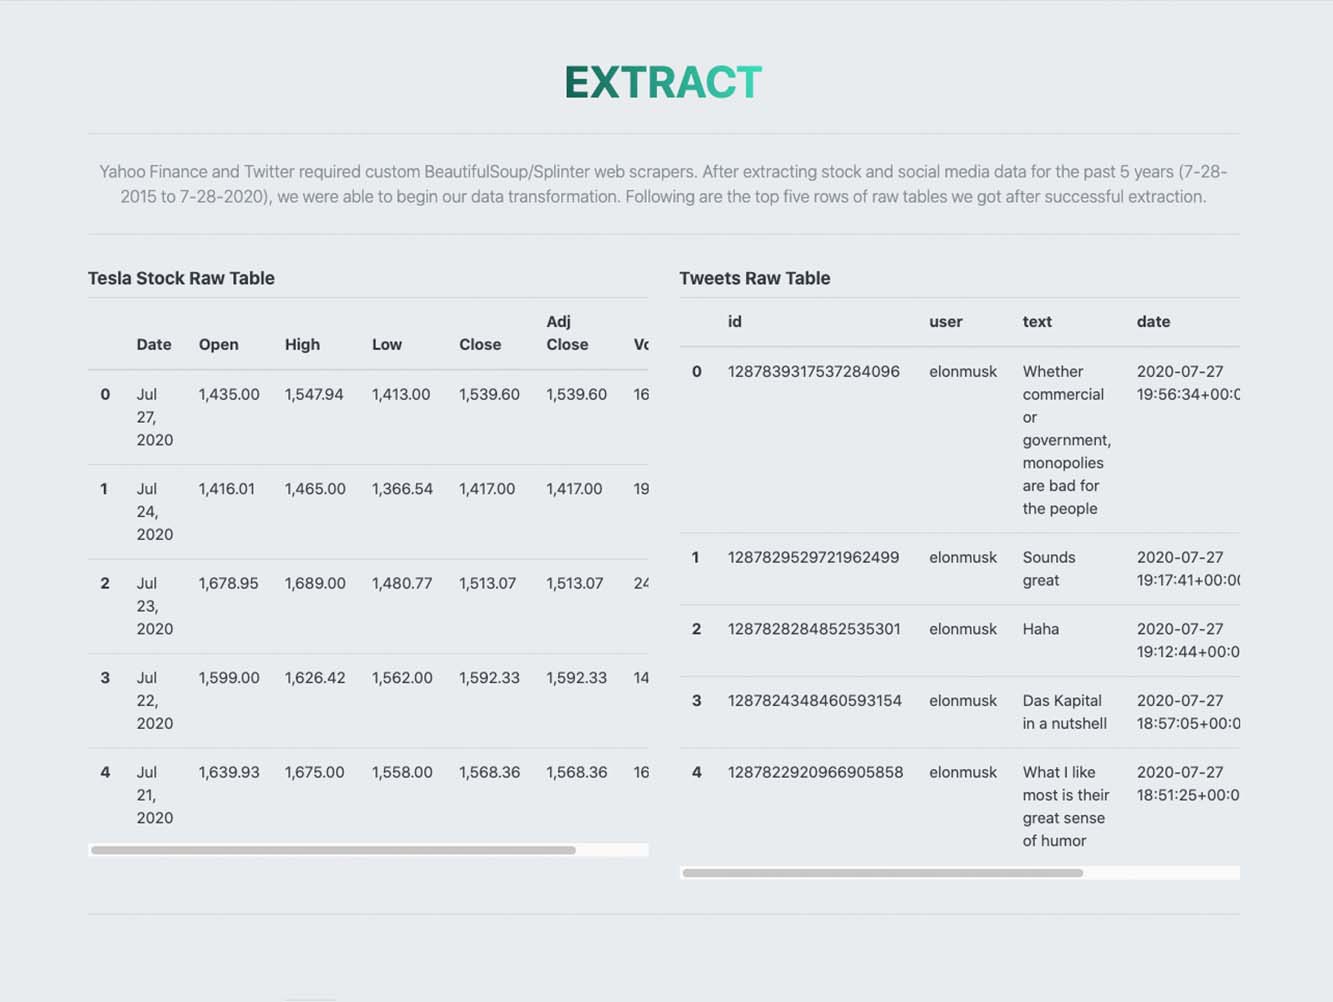 EXTRACT
Yahoo Finance and Twitter required custom BeautifulSoup/Splinter web scrapers. After extracting stock and social media data for the past 5 years (7-28-
2015 to 7-28-2020), we were able to begin our data transformation. Following are the top five rows of raw tables we got after successful extraction.
Tesla Stock Raw Table
Adj
Date Open High Low Close Close
0 Jul 1,435.00 1,547.94 1,413.00 1,539.60 1,539.60 16
27,
2020
1 Jul 1,416.01 1,465.00 1,366.54 1,417.00 1,417.00 19
24,
2020
2 Jul 1,678.95 1,689.00 1,480.77 1,513.07 1,513.07 24
23,
2020
3 Jul 1,599.00 1,626.42 1,562.00 1,592.33 1,592.33 14
22,
2020
4 Jul 1,639.93 1,675.00 1,558.00 1,568.36 1,568.36 16
21,
2020
Tweets Raw Table
id user text date
0 1287839317537284096 elonmusk Whether 2020-07-27
commercial 19:56:34+00:0
or
government,
monopolies
are bad for
the people
1 1287829529721962499 elonmusk Sounds 2020-07-27
great 19:17:41+00:00
2 1287828284852535301 elonmusk Haha 2020-07-27
19:12:44+00:0
3 1287824348460593154 elonmusk Das Kapital 2020-07-27
in a nutshell 18:57:05+00:0
4 1287822920966905858 elonmusk What I like 2020-07-27
most is their 18:51:25+00:0
great sense
of humor